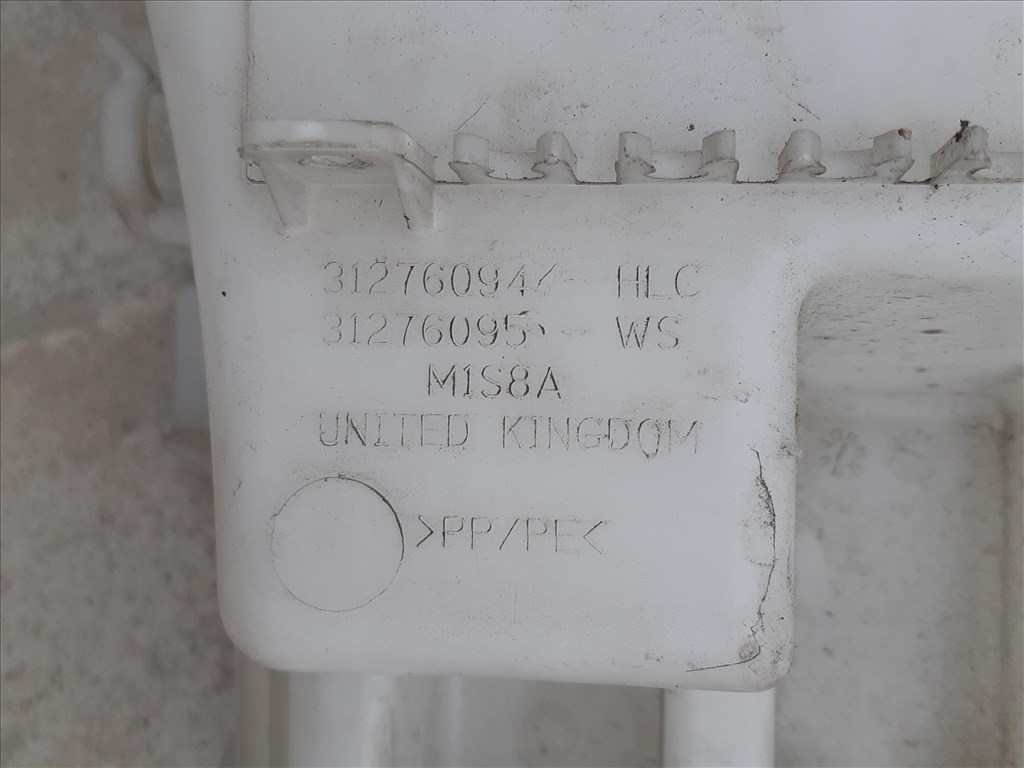 31276094 - HLC
31276095 - WS
M1S8A
UNITED KINGDOM
>PP/PE<